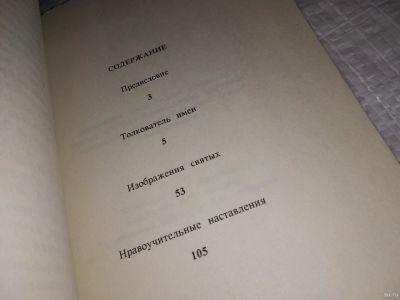 СОДЕРЖАНИЕ
Предисловие
3
Толкователь имен
5
Изображения святых
53
Нравоучительные наставления
105